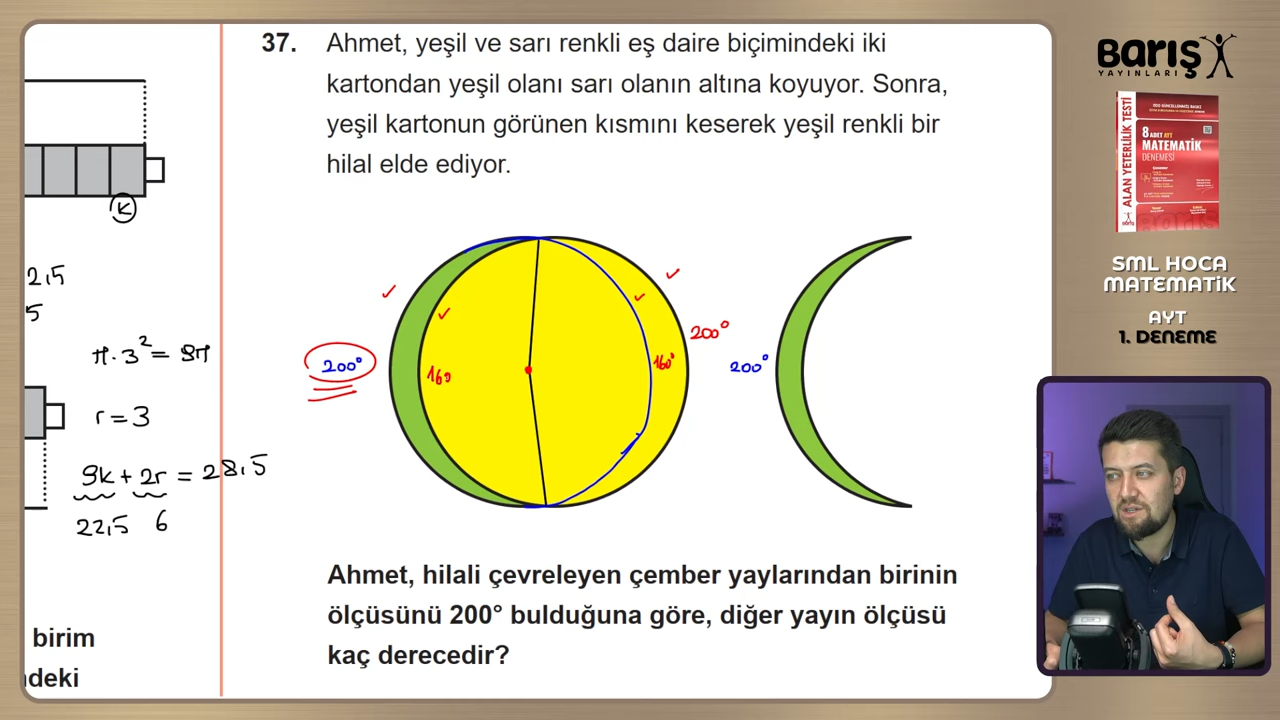 37. Ahmet, yeşil ve sarı renkli eş daire biçimindeki iki
kartondan yeşil olanı sarı olanın altına koyuyor. Sonra,
yeşil kartonun görünen kısmını keserek yeşil renkli bir
hilal elde ediyor.
200°
160
160°
200°
200°
Ahmet, hilali çevreleyen çember yaylarından birinin
ölçüsünü 200° bulduğuna göre, diğer yayın ölçüsü
kaç derecedir?
K
2,5
5
π·3² = 9π
r = 3
9k + 2r = 28,5
22,5 6
birim
ndeki
BARIŞ
YAYINLARI
ALAN YETERLİLİK TESTİ
8 ADET AYT
MATEMATİK
DENEMESİ
BARIŞ
SML HOCA
MATEMATİK
AYT
1. DENEME